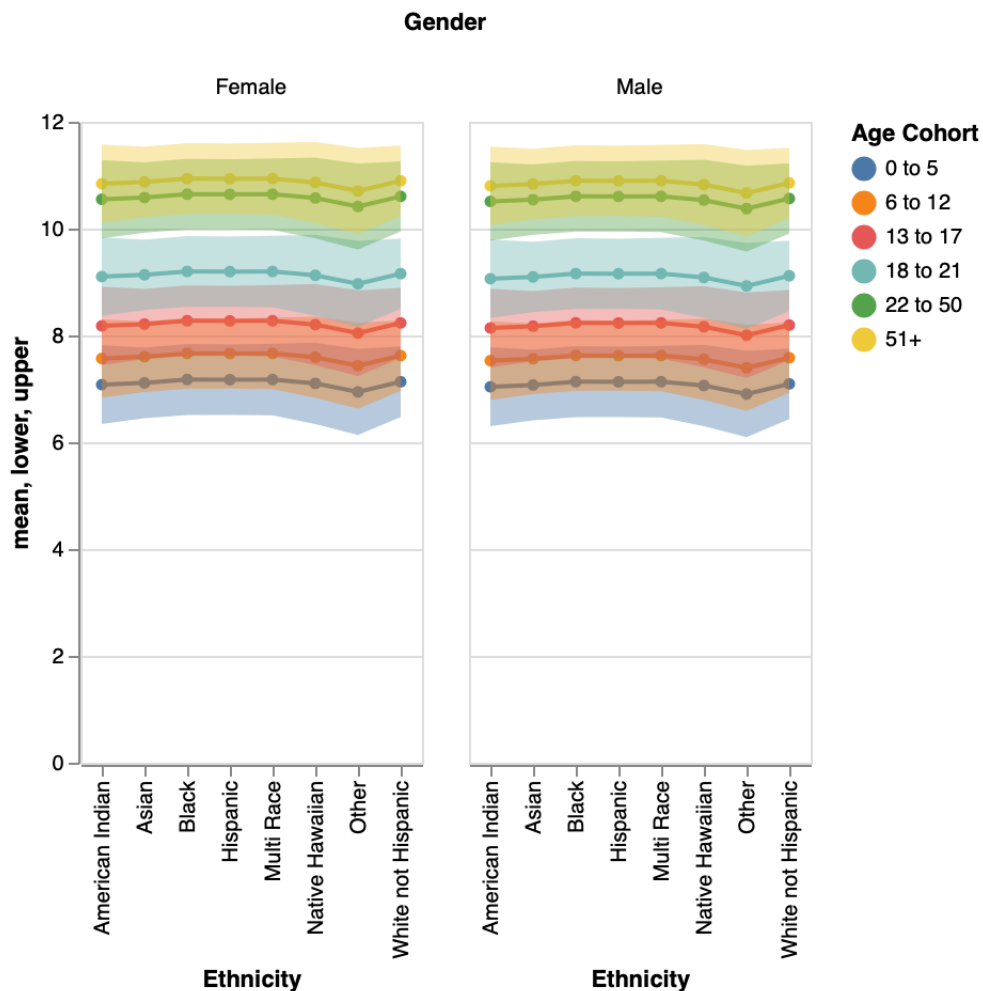 Gender
Female
Male
mean, lower, upper
12
10
8
6
4
2
0
American Indian
Asian
Black
Hispanic
Multi Race
Native Hawaiian
Other
White not Hispanic
Ethnicity
American Indian
Asian
Black
Hispanic
Multi Race
Native Hawaiian
Other
White not Hispanic
Ethnicity
Age Cohort
0 to 5
6 to 12
13 to 17
18 to 21
22 to 50
51+